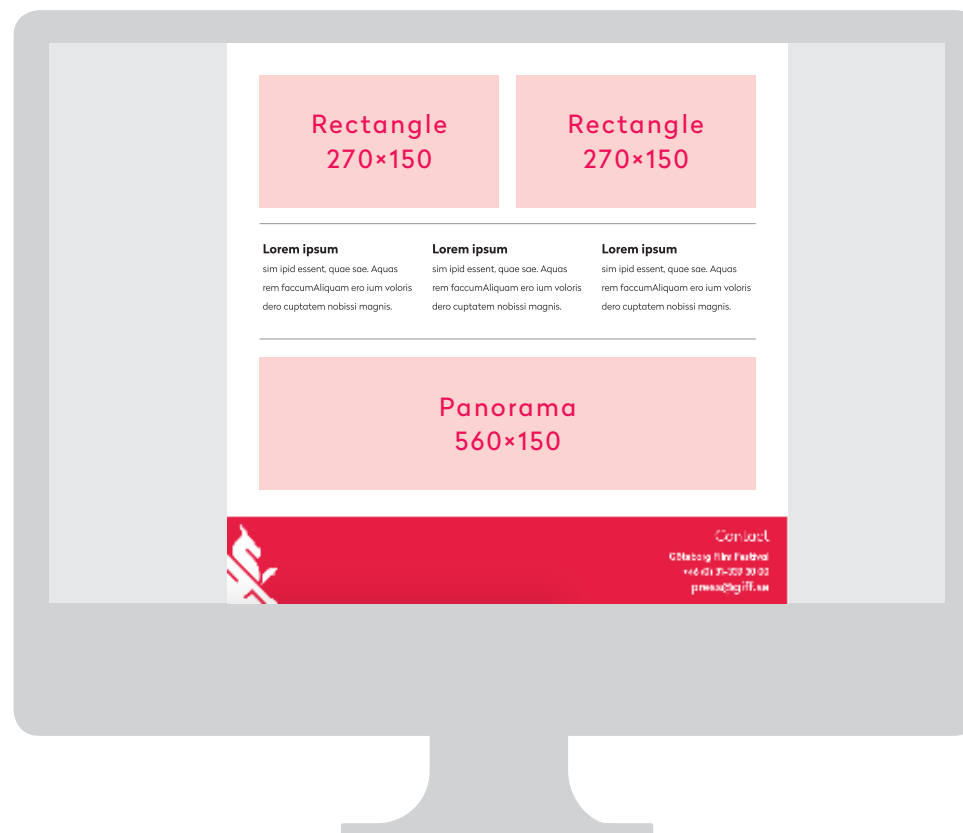 Rectangle
270×150
Rectangle
270×150
Lorem ipsum
sim ipid essent, quae sae. Aquas
rem faccumAliquam ero ium voloris
dero cuptatem nobissi magnis.
Lorem ipsum
sim ipid essent, quae sae. Aquas
rem faccumAliquam ero ium voloris
dero cuptatem nobissi magnis.
Lorem ipsum
sim ipid essent, quae sae. Aquas
rem faccumAliquam ero ium voloris
dero cuptatem nobissi magnis.
Panorama
560×150
Contact
Göteborg Film Festival
press@giff.se